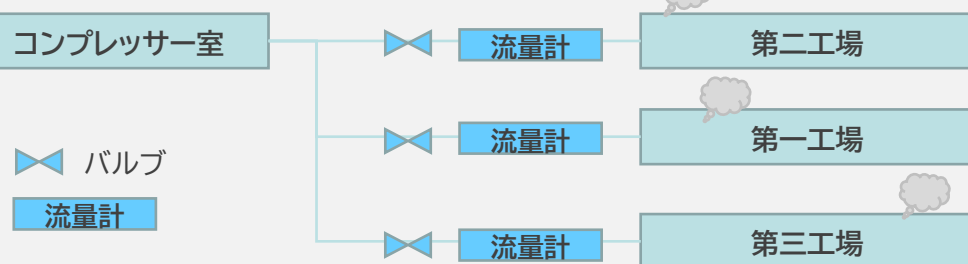 コンプレッサー室
流量計
第二工場
流量計
第一工場
バルブ
流量計
流量計
第三工場